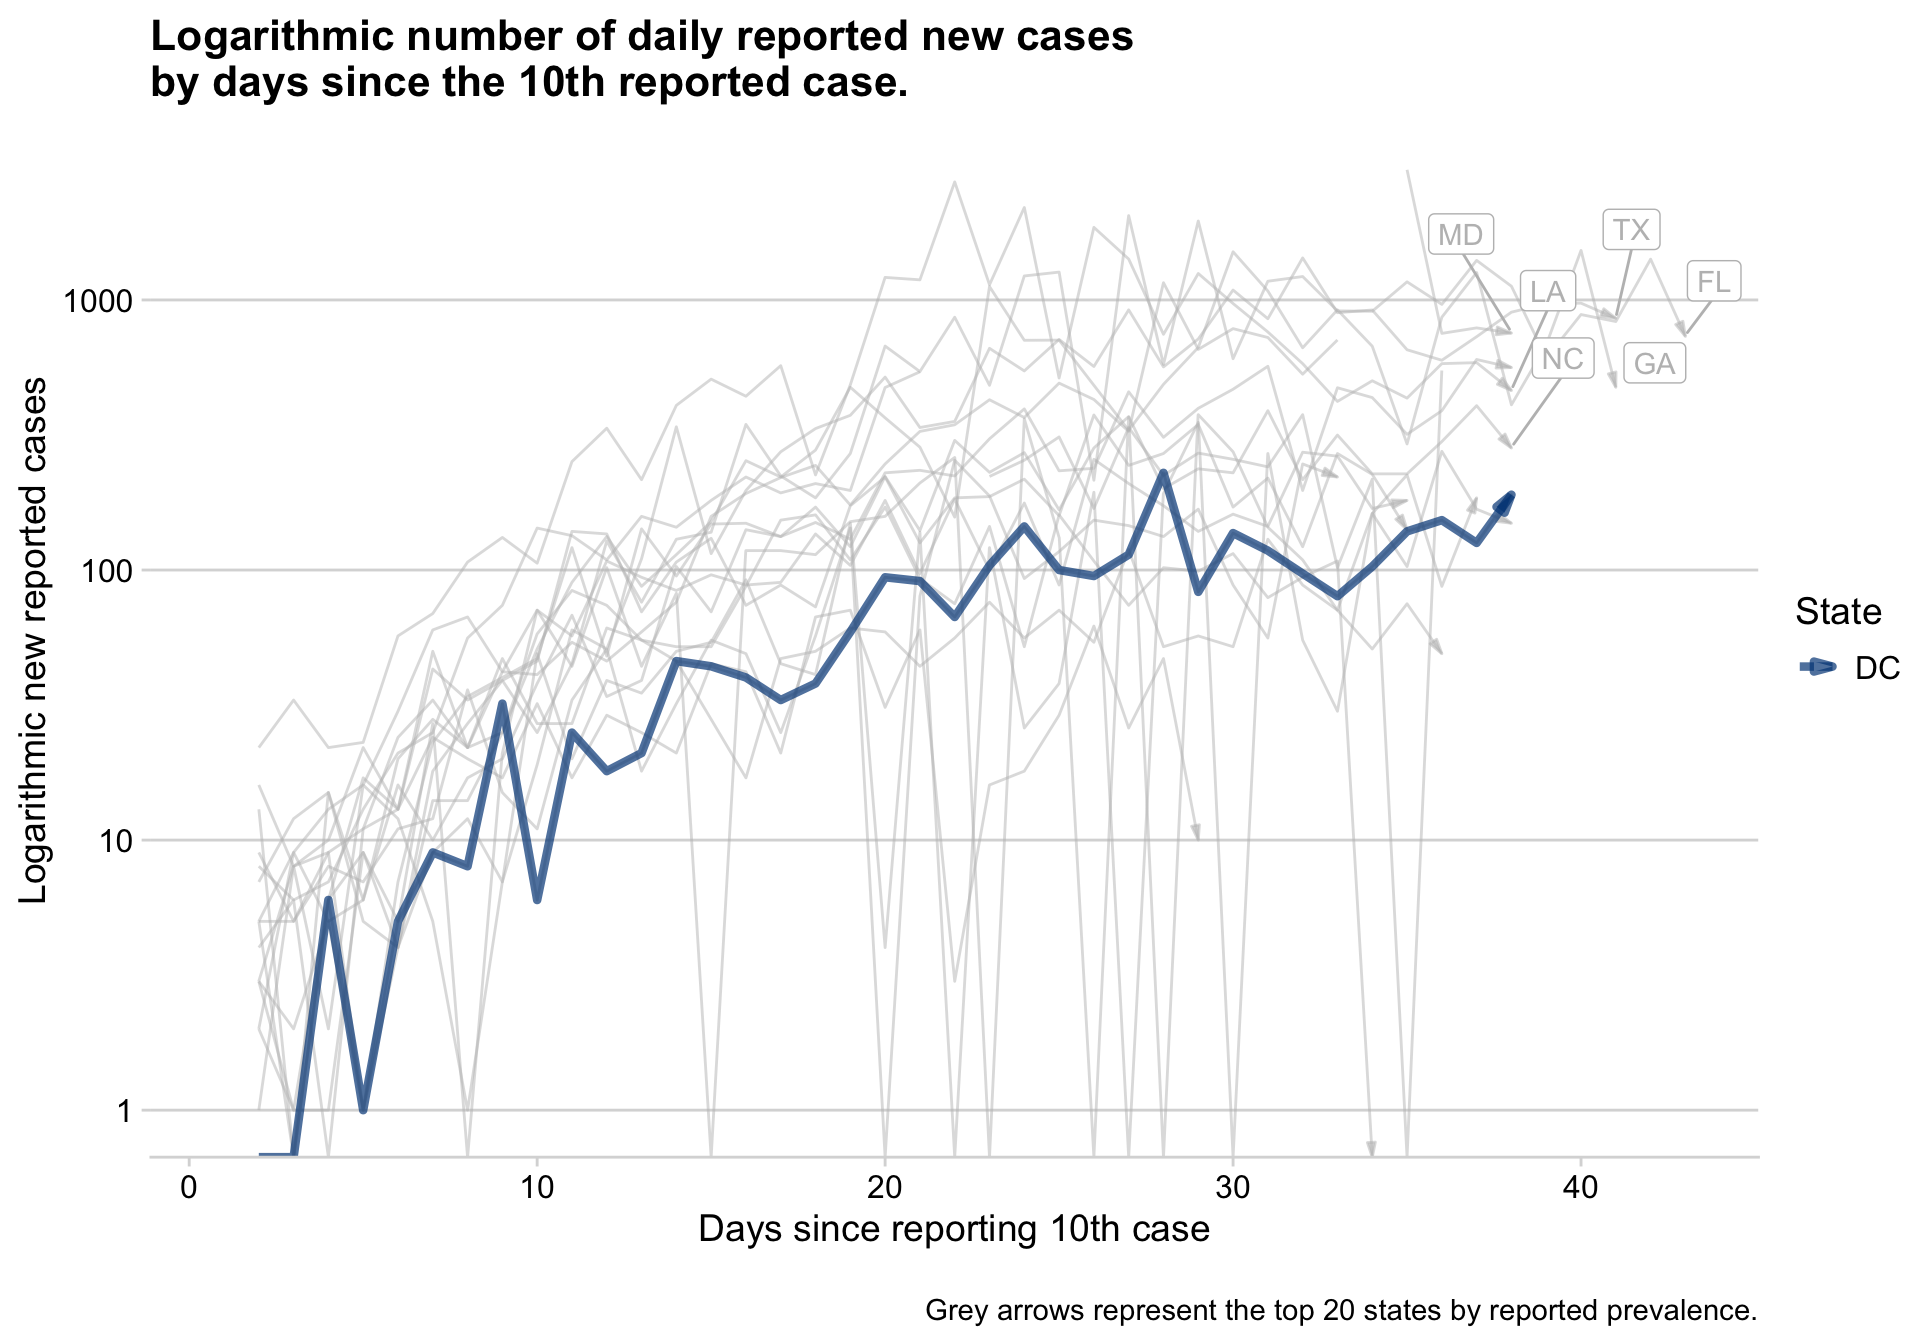 Logarithmic number of daily reported new cases
by days since the 10th reported case.
Logarithmic new reported cases
1000
100
10
1
MD
TX
LA
FL
NC
GA
State
DC
0
10
20
30
40
Days since reporting 10th case
Grey arrows represent the top 20 states by reported prevalence.